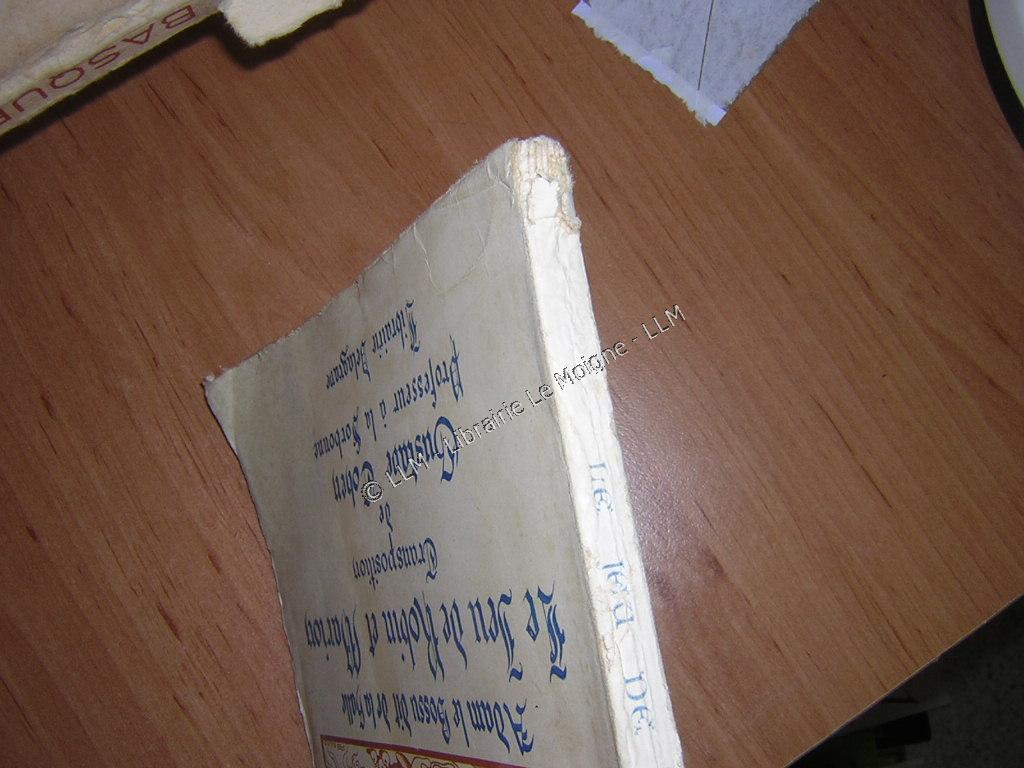 Adam le Bossu dit de la Halle
Le Jeu de Robin et Marion
Transposition
de
Gustave Cohen
Professeur à la Sorbonne
Librairie Delagrave
LE JEU DE
BASQUE
© LLM - Librairie Le Moigne - LLM